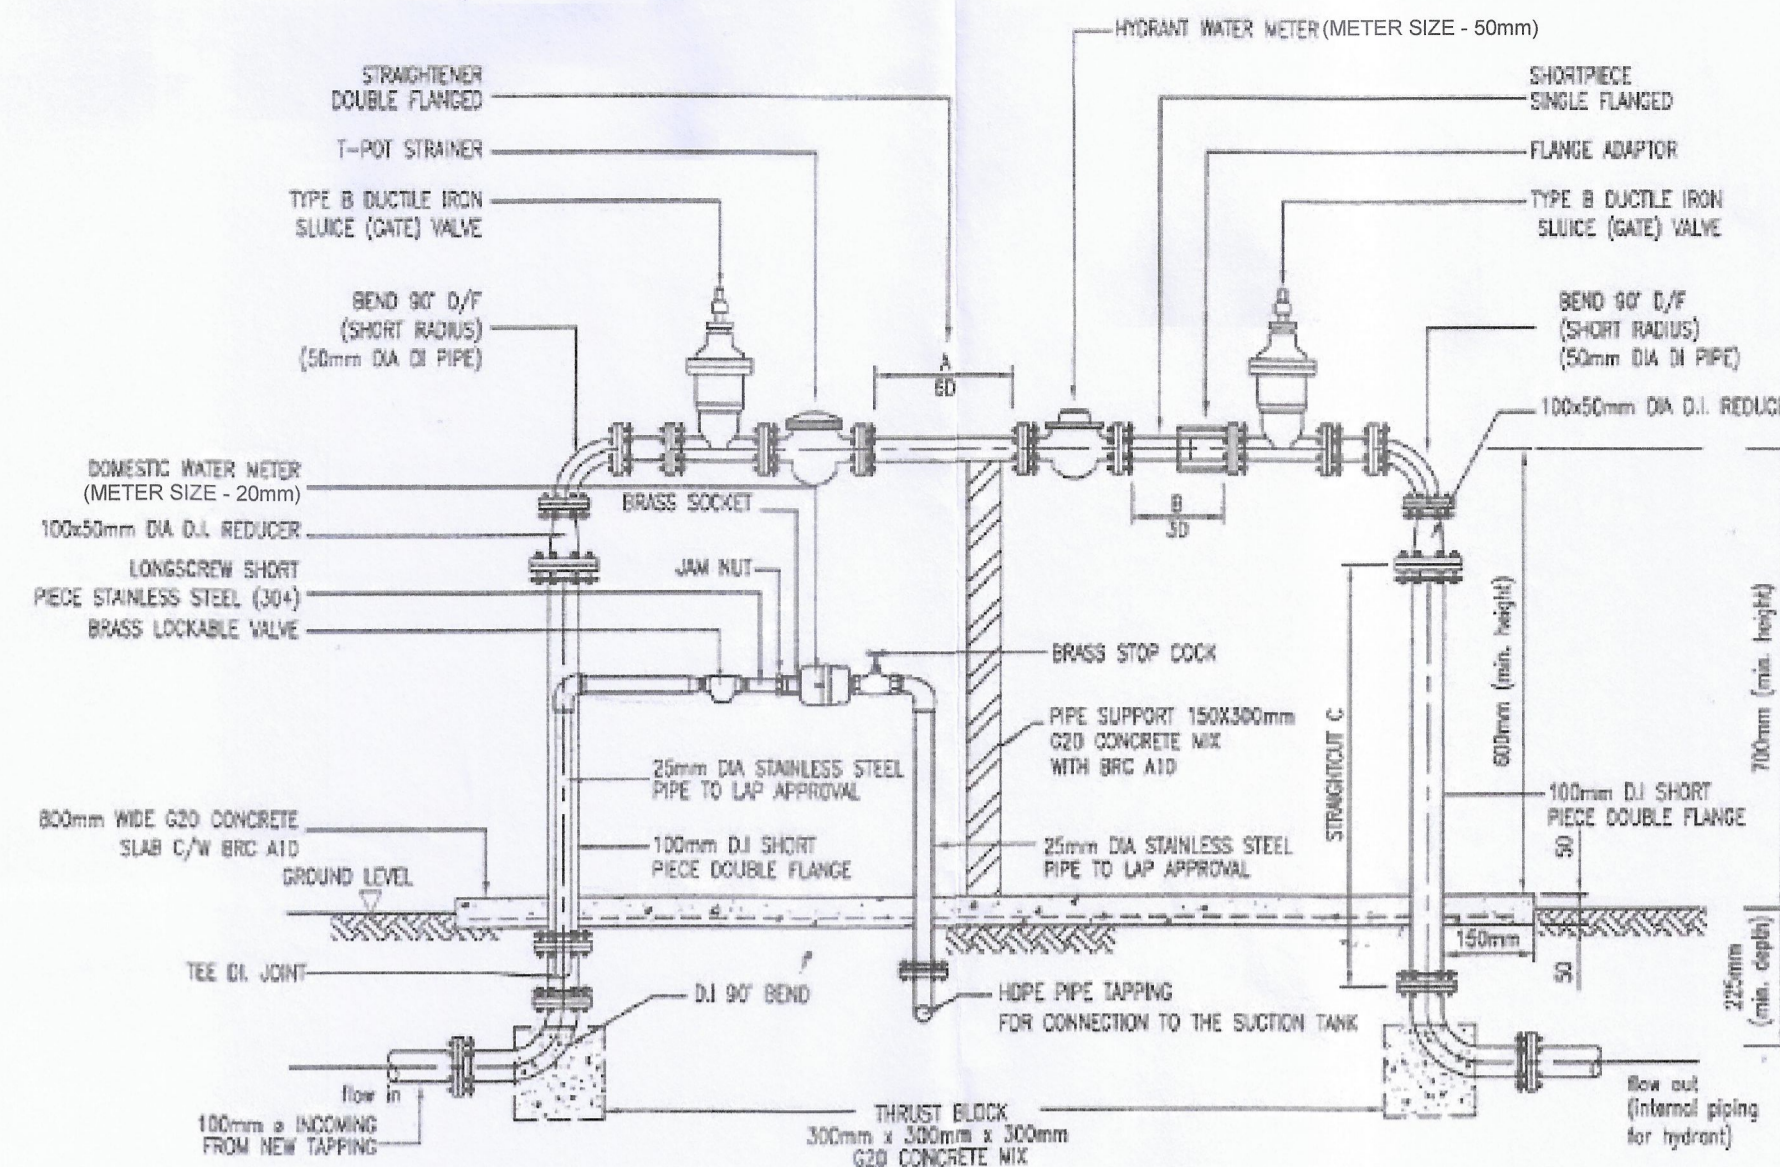 HYDRANT WATER METER (METER SIZE - 50mm)
STRAIGHTENER
DOUBLE FLANGED
SHORTPIECE
SINGLE FLANGED
T-POT STRAINER
FLANGE ADAPTOR
TYPE B DUCTILE IRON
SLUICE (GATE) VALVE
TYPE B DUCTILE IRON
SLUICE (GATE) VALVE
BEND 90° D/F
(SHORT RADIUS)
(50mm DIA DI PIPE)
BEND 90° D/F
(SHORT RADIUS)
(50mm DIA DI PIPE)
A
6D
100x50mm DIA D.I. REDUCE
DOMESTIC WATER METER
(METER SIZE - 20mm)
BRASS SOCKET
B
3D
100x50mm DIA D.I. REDUCER
LONGSCREW SHORT
PIECE STAINLESS STEEL (304)
JAM NUT
BRASS LOCKABLE VALVE
BRASS STOP COCK
600mm (min. height)
700mm (min. height)
STRAIGHTCUT C
PIPE SUPPORT 150X300mm
G20 CONCRETE MIX
WITH BRC A10
25mm DIA STAINLESS STEEL
PIPE TO LAP APPROVAL
100mm D.I SHORT
PIECE DOUBLE FLANGE
800mm WIDE G20 CONCRETE
SLAB C/W BRC A10
100mm D.I SHORT
PIECE DOUBLE FLANGE
25mm DIA STAINLESS STEEL
PIPE TO LAP APPROVAL
50
GROUND LEVEL
150mm
50
225mm
(min. depth)
TEE DI. JOINT
D.I 90° BEND
HDPE PIPE TAPPING
FOR CONNECTION TO THE SUCTION TANK
flow in
100mm ø INCOMING
FROM NEW TAPPING
THRUST BLOCK
300mm x 300mm x 300mm
G20 CONCRETE MIX
flow out
(internal piping
for hydrant)